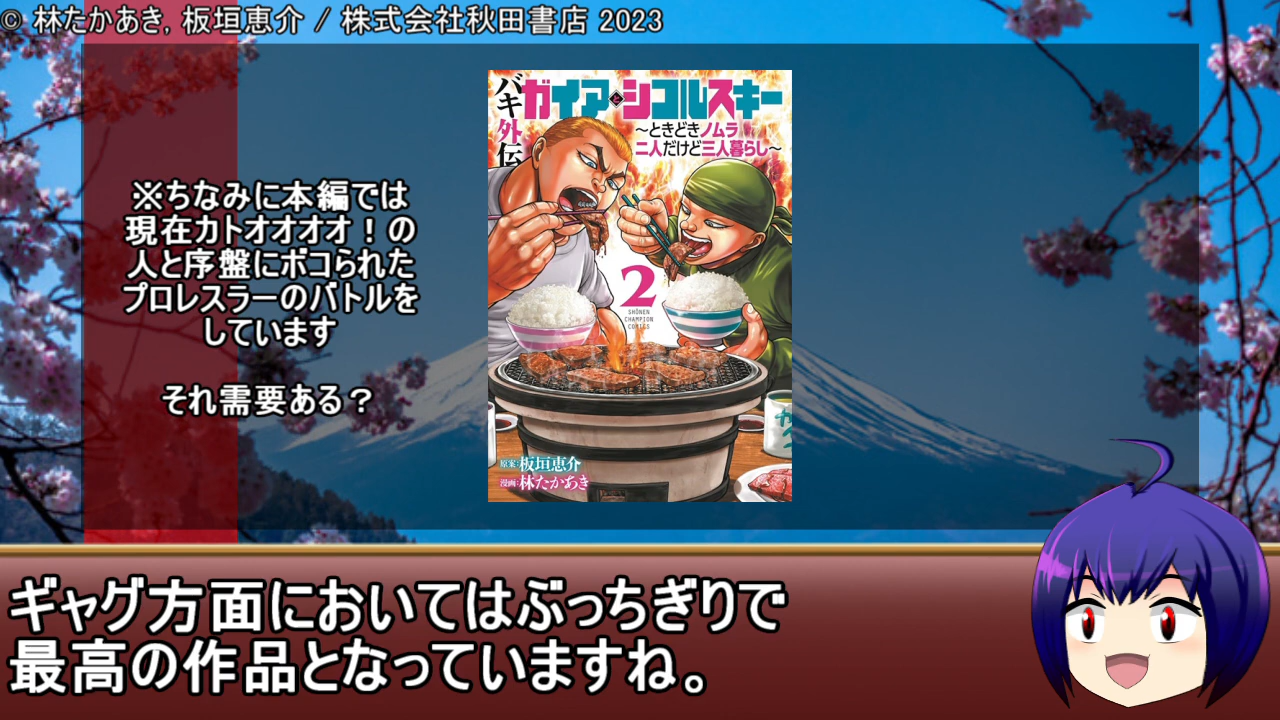 © 林たかあき, 板垣恵介 / 株式会社秋田書店 2023
※ちなみに本編では
現在カトオオオオ！の
人と序盤にボコられた
プロレスラーのバトルを
しています
それ需要ある？
バキ外伝
ガイアとシコルスキー
～ときどきノムラ
二人だけど三人暮らし～
2
SHŌNEN
CHAMPION
COMICS
原案:板垣恵介
漫画:林たかあき
ギャグ方面においてはぶっちぎりで
最高の作品となっていますね。